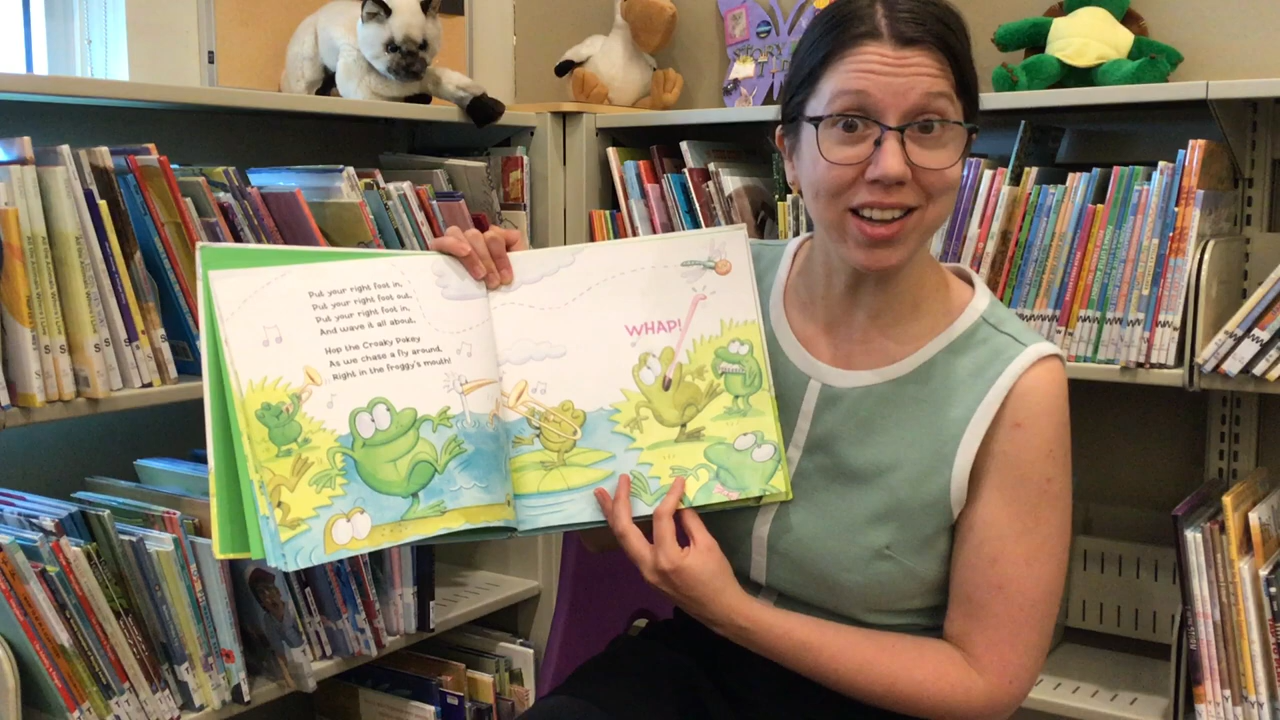 STORY
Put your right foot in,
Put your right foot out,
Put your right foot in,
And wave it all about.
Hop the Croaky Pokey
As we chase a fly around,
Right in the froggy's mouth!
WHAP!